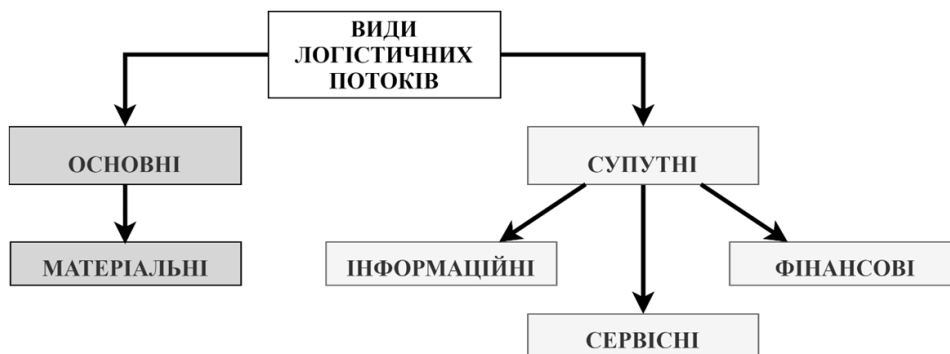 ВИДИ
ЛОГІСТИЧНИХ
ПОТОКІВ
ОСНОВНІ
СУПУТНІ
МАТЕРІАЛЬНІ
ІНФОРМАЦІЙНІ
ФІНАНСОВІ
СЕРВІСНІ